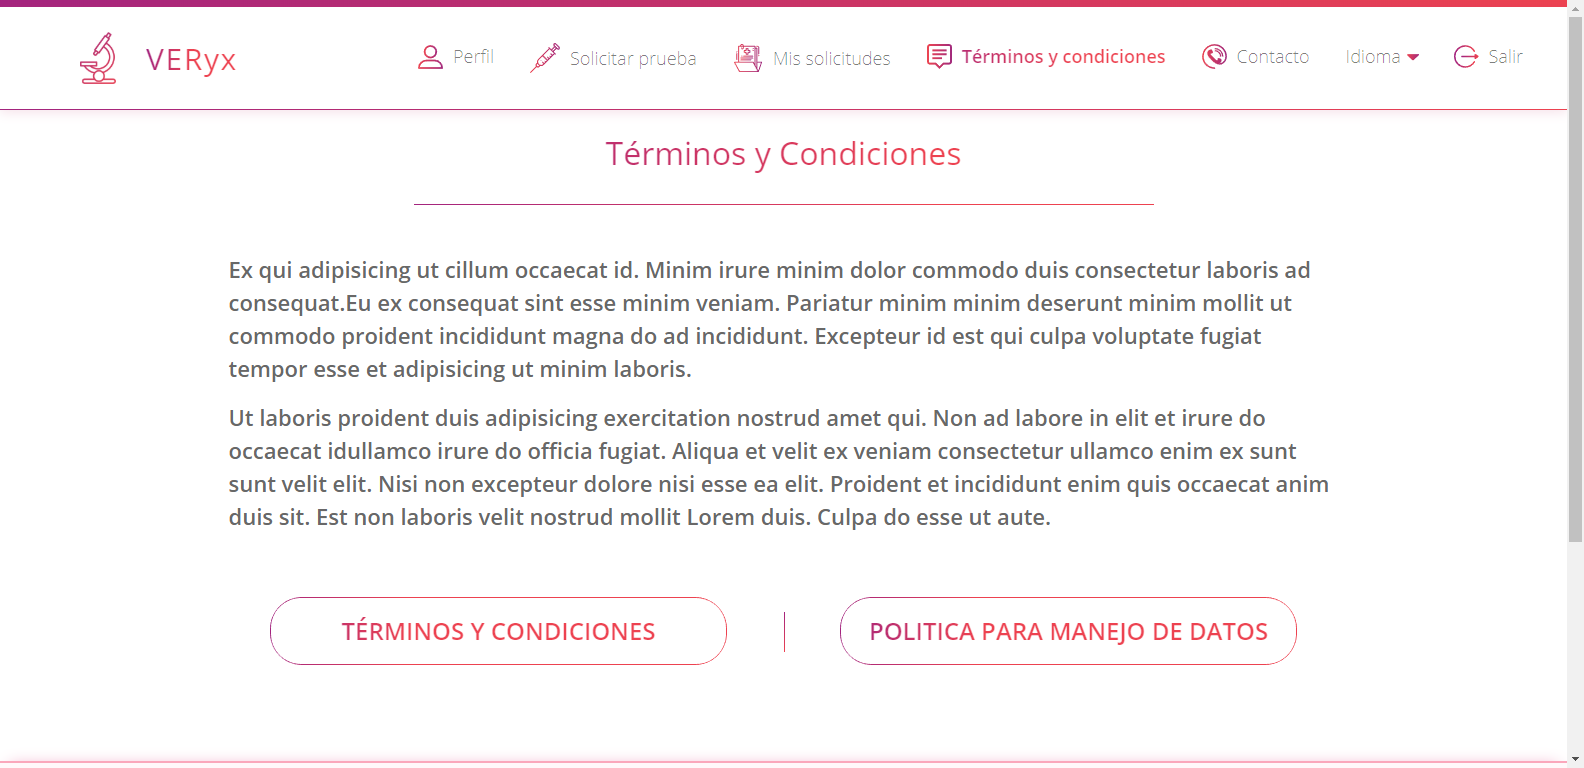 VERyx
Perfil
Solicitar prueba
Mis solicitudes
Términos y condiciones
Contacto
Idioma
Salir
Términos y Condiciones
Ex qui adipisicing ut cillum occaecat id. Minim irure minim dolor commodo duis consectetur laboris ad
consequat.Eu ex consequat sint esse minim veniam. Pariatur minim minim deserunt minim mollit ut
commodo proident incididunt magna do ad incididunt. Excepteur id est qui culpa voluptate fugiat
tempor esse et adipisicing ut minim laboris.
Ut laboris proident duis adipisicing exercitation nostrud amet qui. Non ad labore in elit et irure do
occaecat idullamco irure do officia fugiat. Aliqua et velit ex veniam consectetur ullamco enim ex sunt
sunt velit elit. Nisi non excepteur dolore nisi esse ea elit. Proident et incididunt enim quis occaecat anim
duis sit. Est non laboris velit nostrud mollit Lorem duis. Culpa do esse ut aute.
TÉRMINOS Y CONDICIONES
POLITICA PARA MANEJO DE DATOS